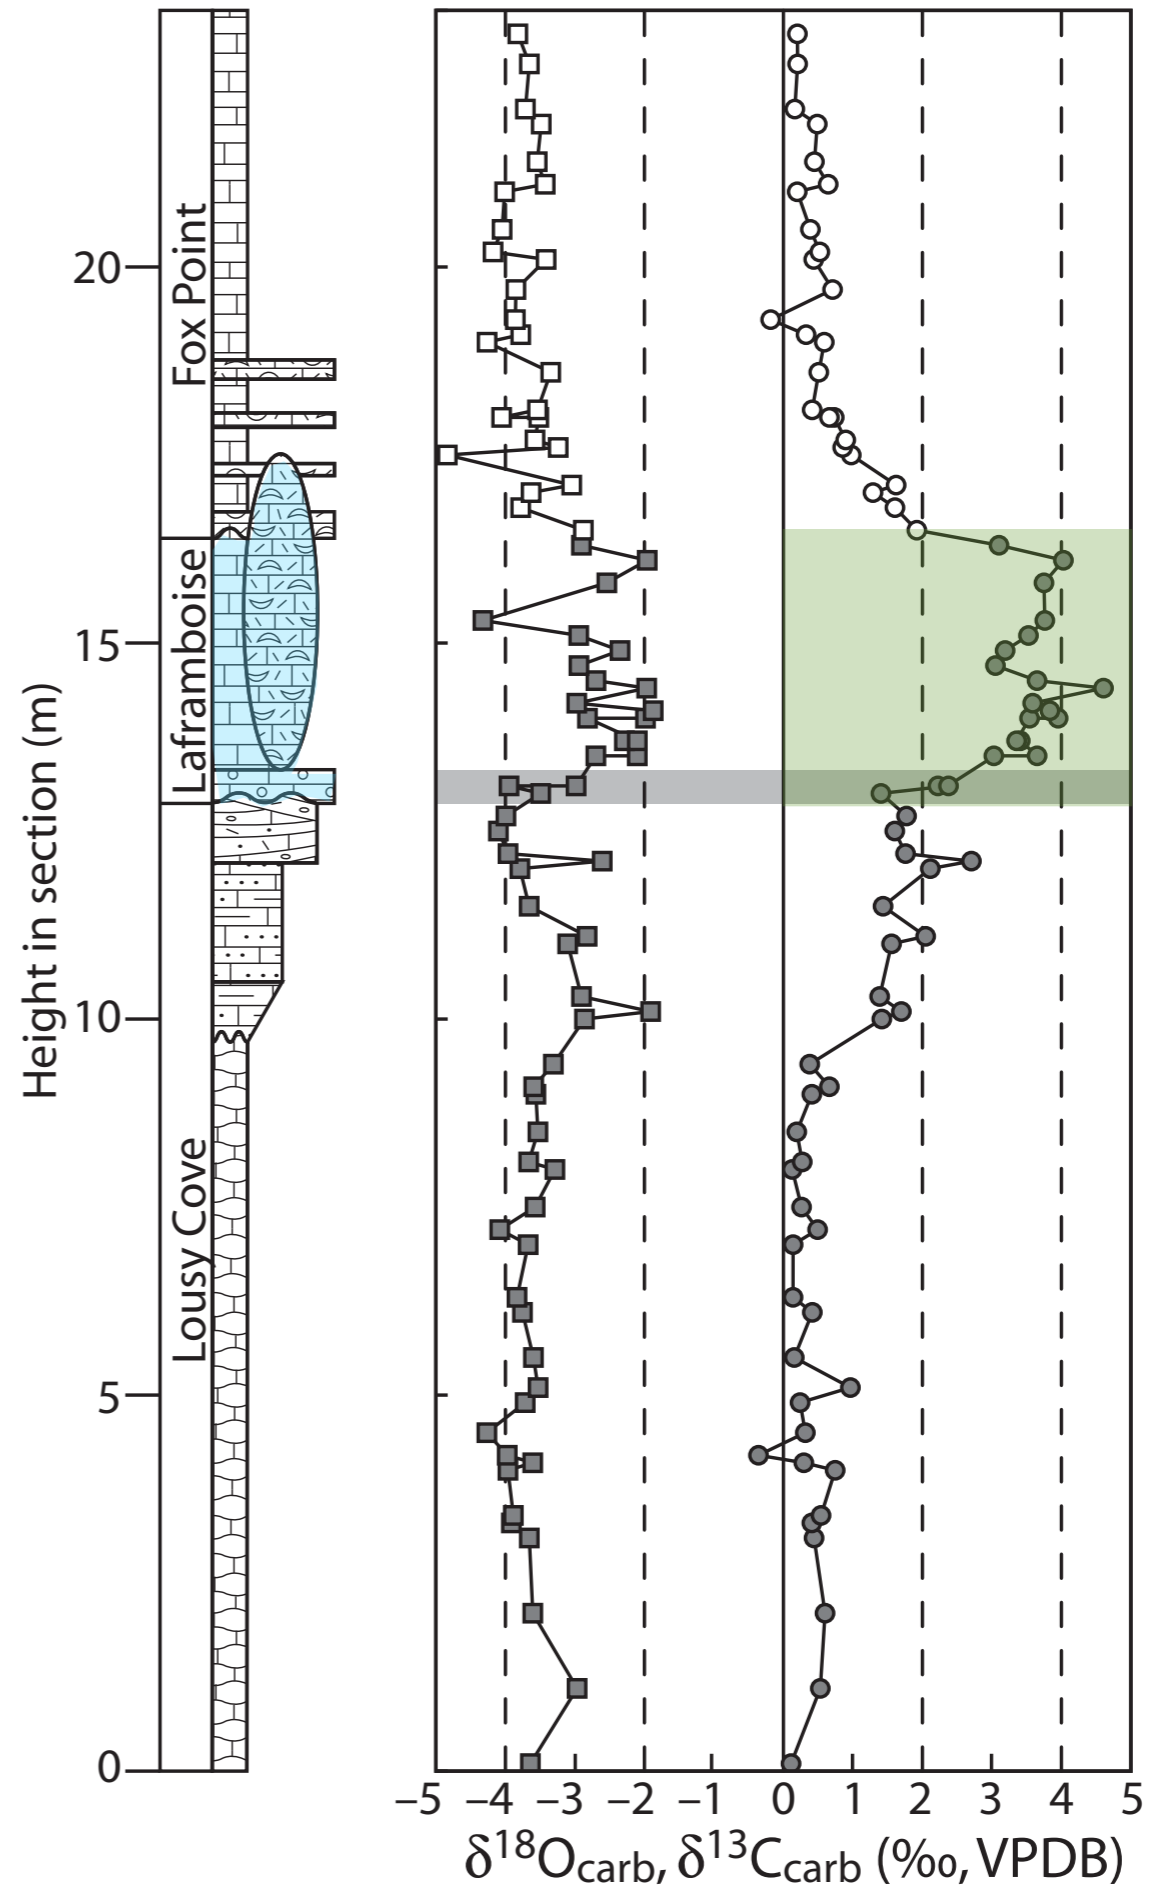 Fox Point
20
Laframboise
15
Height in section (m)
10
Lousy Cove
5
0
–5 –4 –3 –2 –1 0 1 2 3 4 5
δ¹⁸Ocarb, δ¹³Ccarb (‰, VPDB)